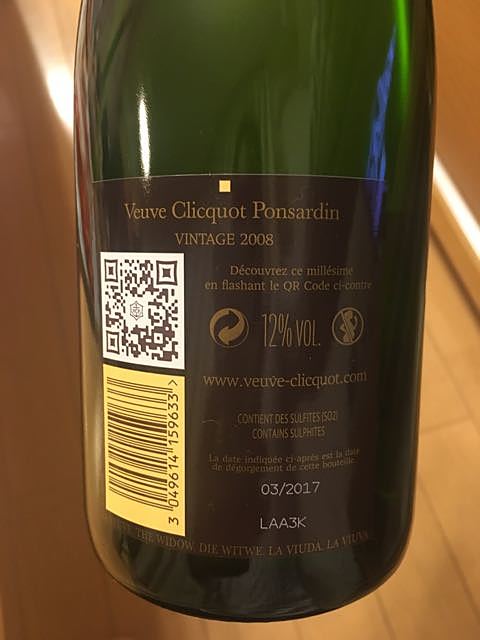 Veuve Clicquot Ponsardin
VINTAGE 2008
Découvrez ce millésime
en flashant le QR Code ci-contre
12% VOL.
www.veuve-clicquot.com
CONTIENT DES SULFITES (SO2)
CONTAINS SULPHITES
La date indiquée ci-après est la date
de dégorgement de cette bouteille.
03/2017
LAA3K
3 049614 159633 >
THE WIDOW. DIE WITWE. LA VIUDA. LA VIUVA